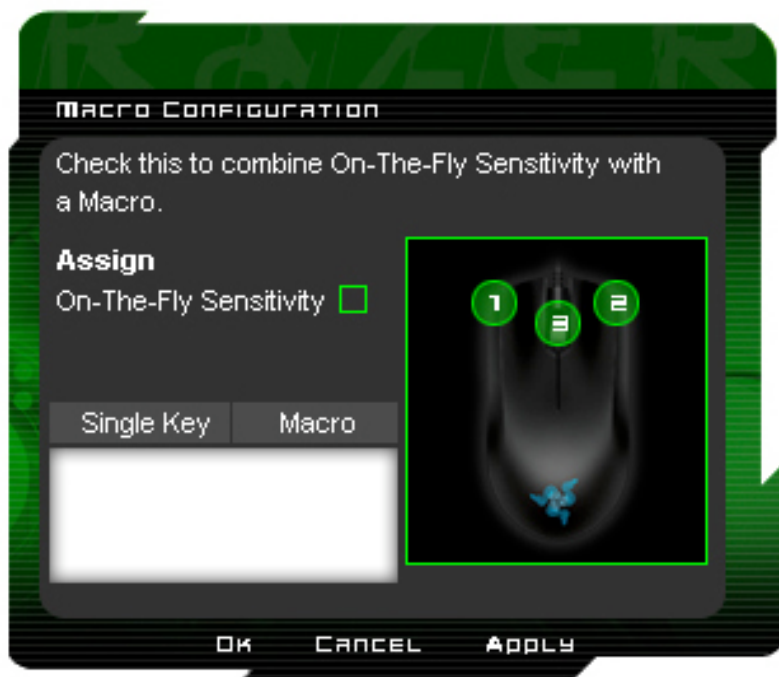 RAZER
Macro Configuration
Check this to combine On-The-Fly Sensitivity with
a Macro.
Assign
On-The-Fly Sensitivity
1
2
3
Single Key
Macro
Ok
Cancel
Apply